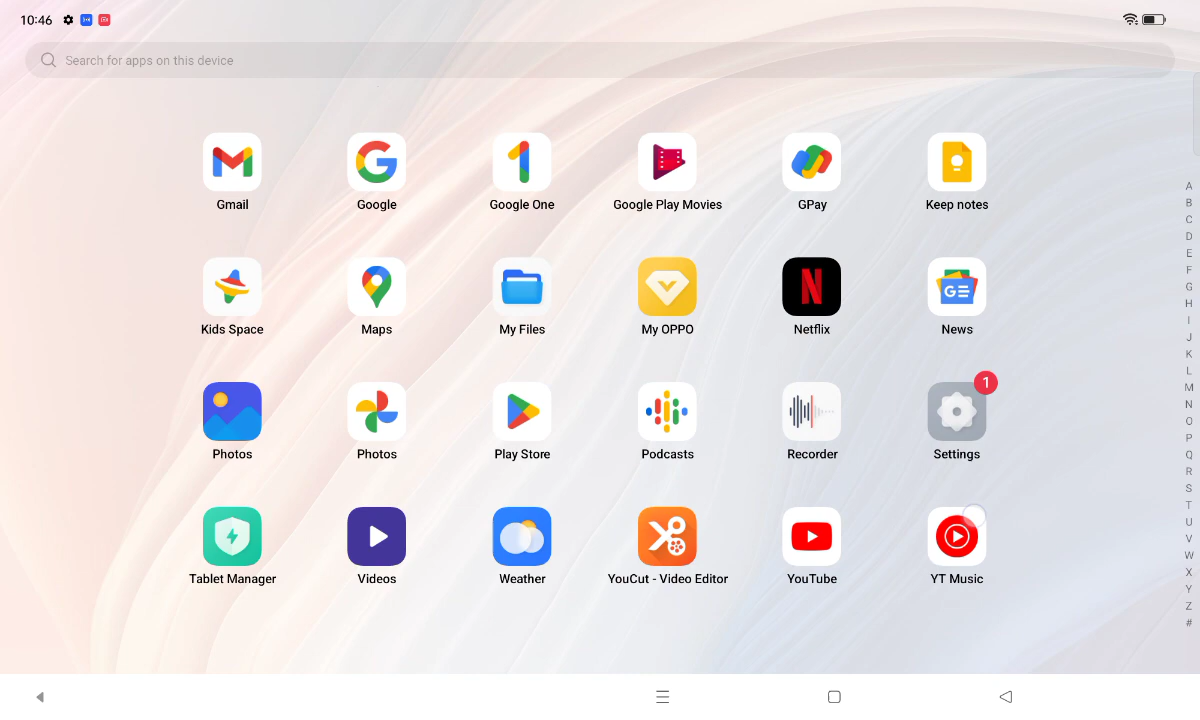 10:46
Search for apps on this device
Gmail
Google
Google One
Google Play Movies
GPay
Keep notes
Kids Space
Maps
My Files
My OPPO
Netflix
News
Photos
Photos
Play Store
Podcasts
Recorder
1
Settings
Tablet Manager
Videos
Weather
YouCut - Video Editor
YouTube
YT Music
A
B
C
D
E
F
G
H
I
J
K
L
M
N
O
P
Q
R
S
T
U
V
W
X
Y
Z
#